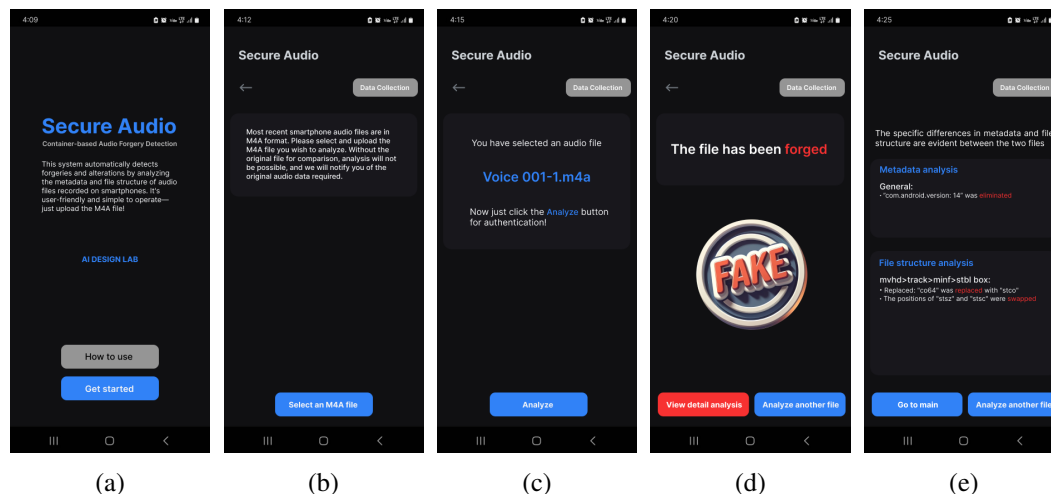 4:09
Secure Audio
Container-based Audio Forgery Detection
This system automatically detects
forgeries and alterations by analyzing
the metadata and file structure of audio
files recorded on smartphones. It's
user-friendly and simple to operate—
just upload the M4A file!
AI DESIGN LAB
How to use
Get started
(a)
4:12
Secure Audio
Data Collection
Most recent smartphone audio files are in
M4A format. Please select and upload the
M4A file you wish to analyze. Without the
original file for comparison, analysis will not
be possible, and we will notify you of the
original audio data required.
Select an M4A file
(b)
4:15
Secure Audio
Data Collection
You have selected an audio file
Voice 001-1.m4a
Now just click the Analyze button
for authentication!
Analyze
(c)
4:20
Secure Audio
Data Collection
The file has been forged
FAKE
View detail analysis
Analyze another file
(d)
4:25
Secure Audio
Data Collection
The specific differences in metadata and file
structure are evident between the two files
Metadata analysis
General:
• "com.android.version: 14" was eliminated
File structure analysis
mvhd>track>minf>stbl box:
• Replaced: "co64" was replaced with "stco"
• The positions of "stsz" and "stsc" were swapped
Go to main
Analyze another file
(e)